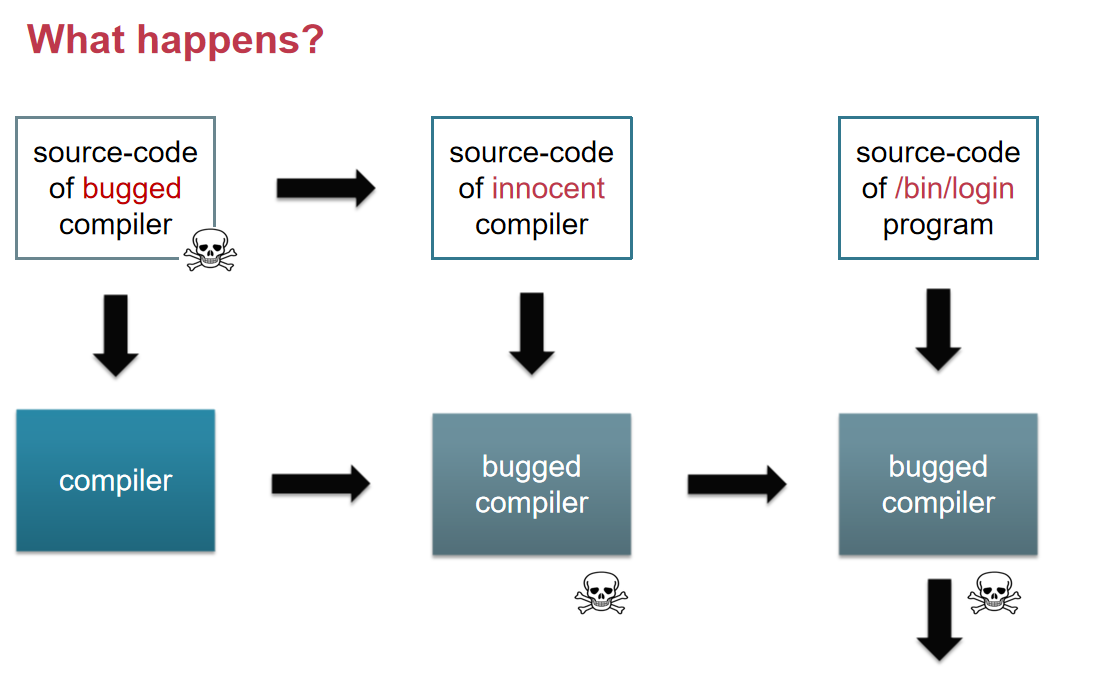 What happens?
source-code
of bugged
compiler
source-code
of innocent
compiler
source-code
of /bin/login
program
compiler
bugged
compiler
bugged
compiler